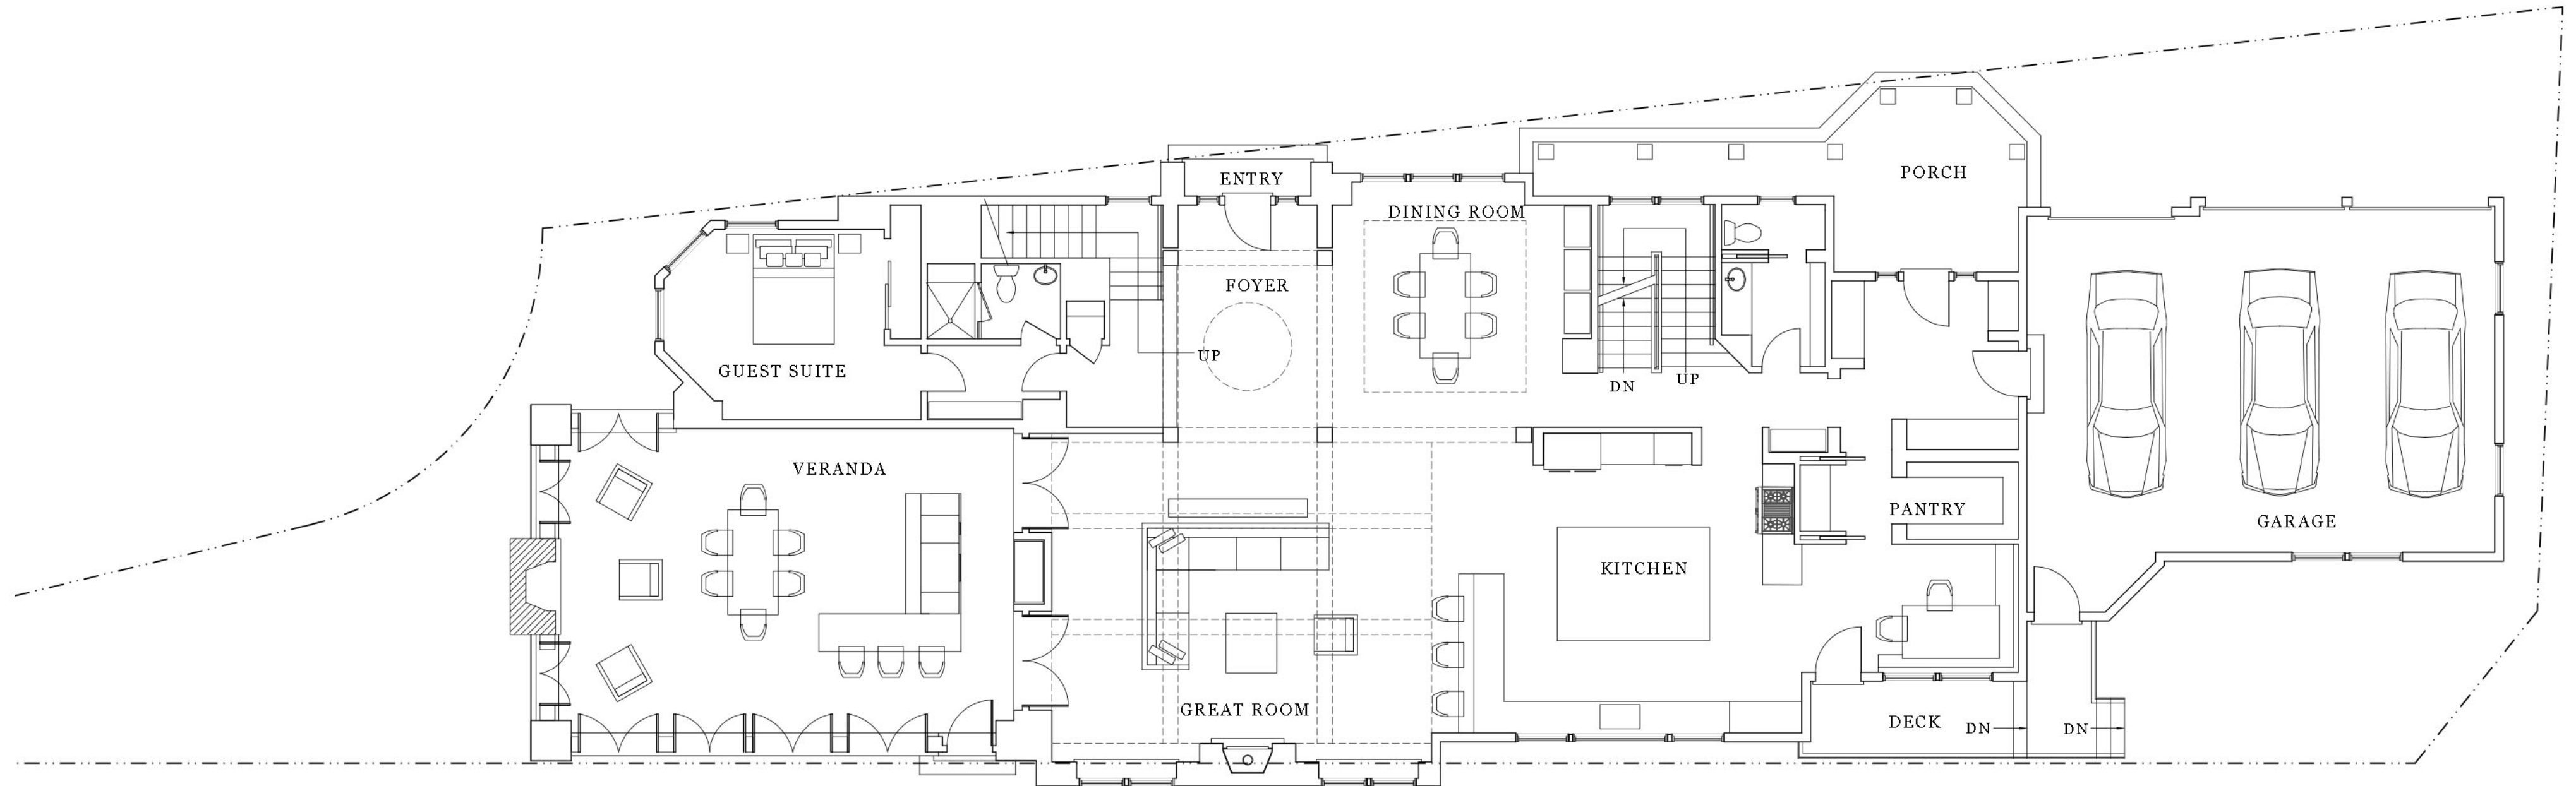 PORCH
ENTRY
DINING ROOM
FOYER
UP
GUEST SUITE
DN
UP
VERANDA
PANTRY
GARAGE
KITCHEN
GREAT ROOM
DECK
DN
DN